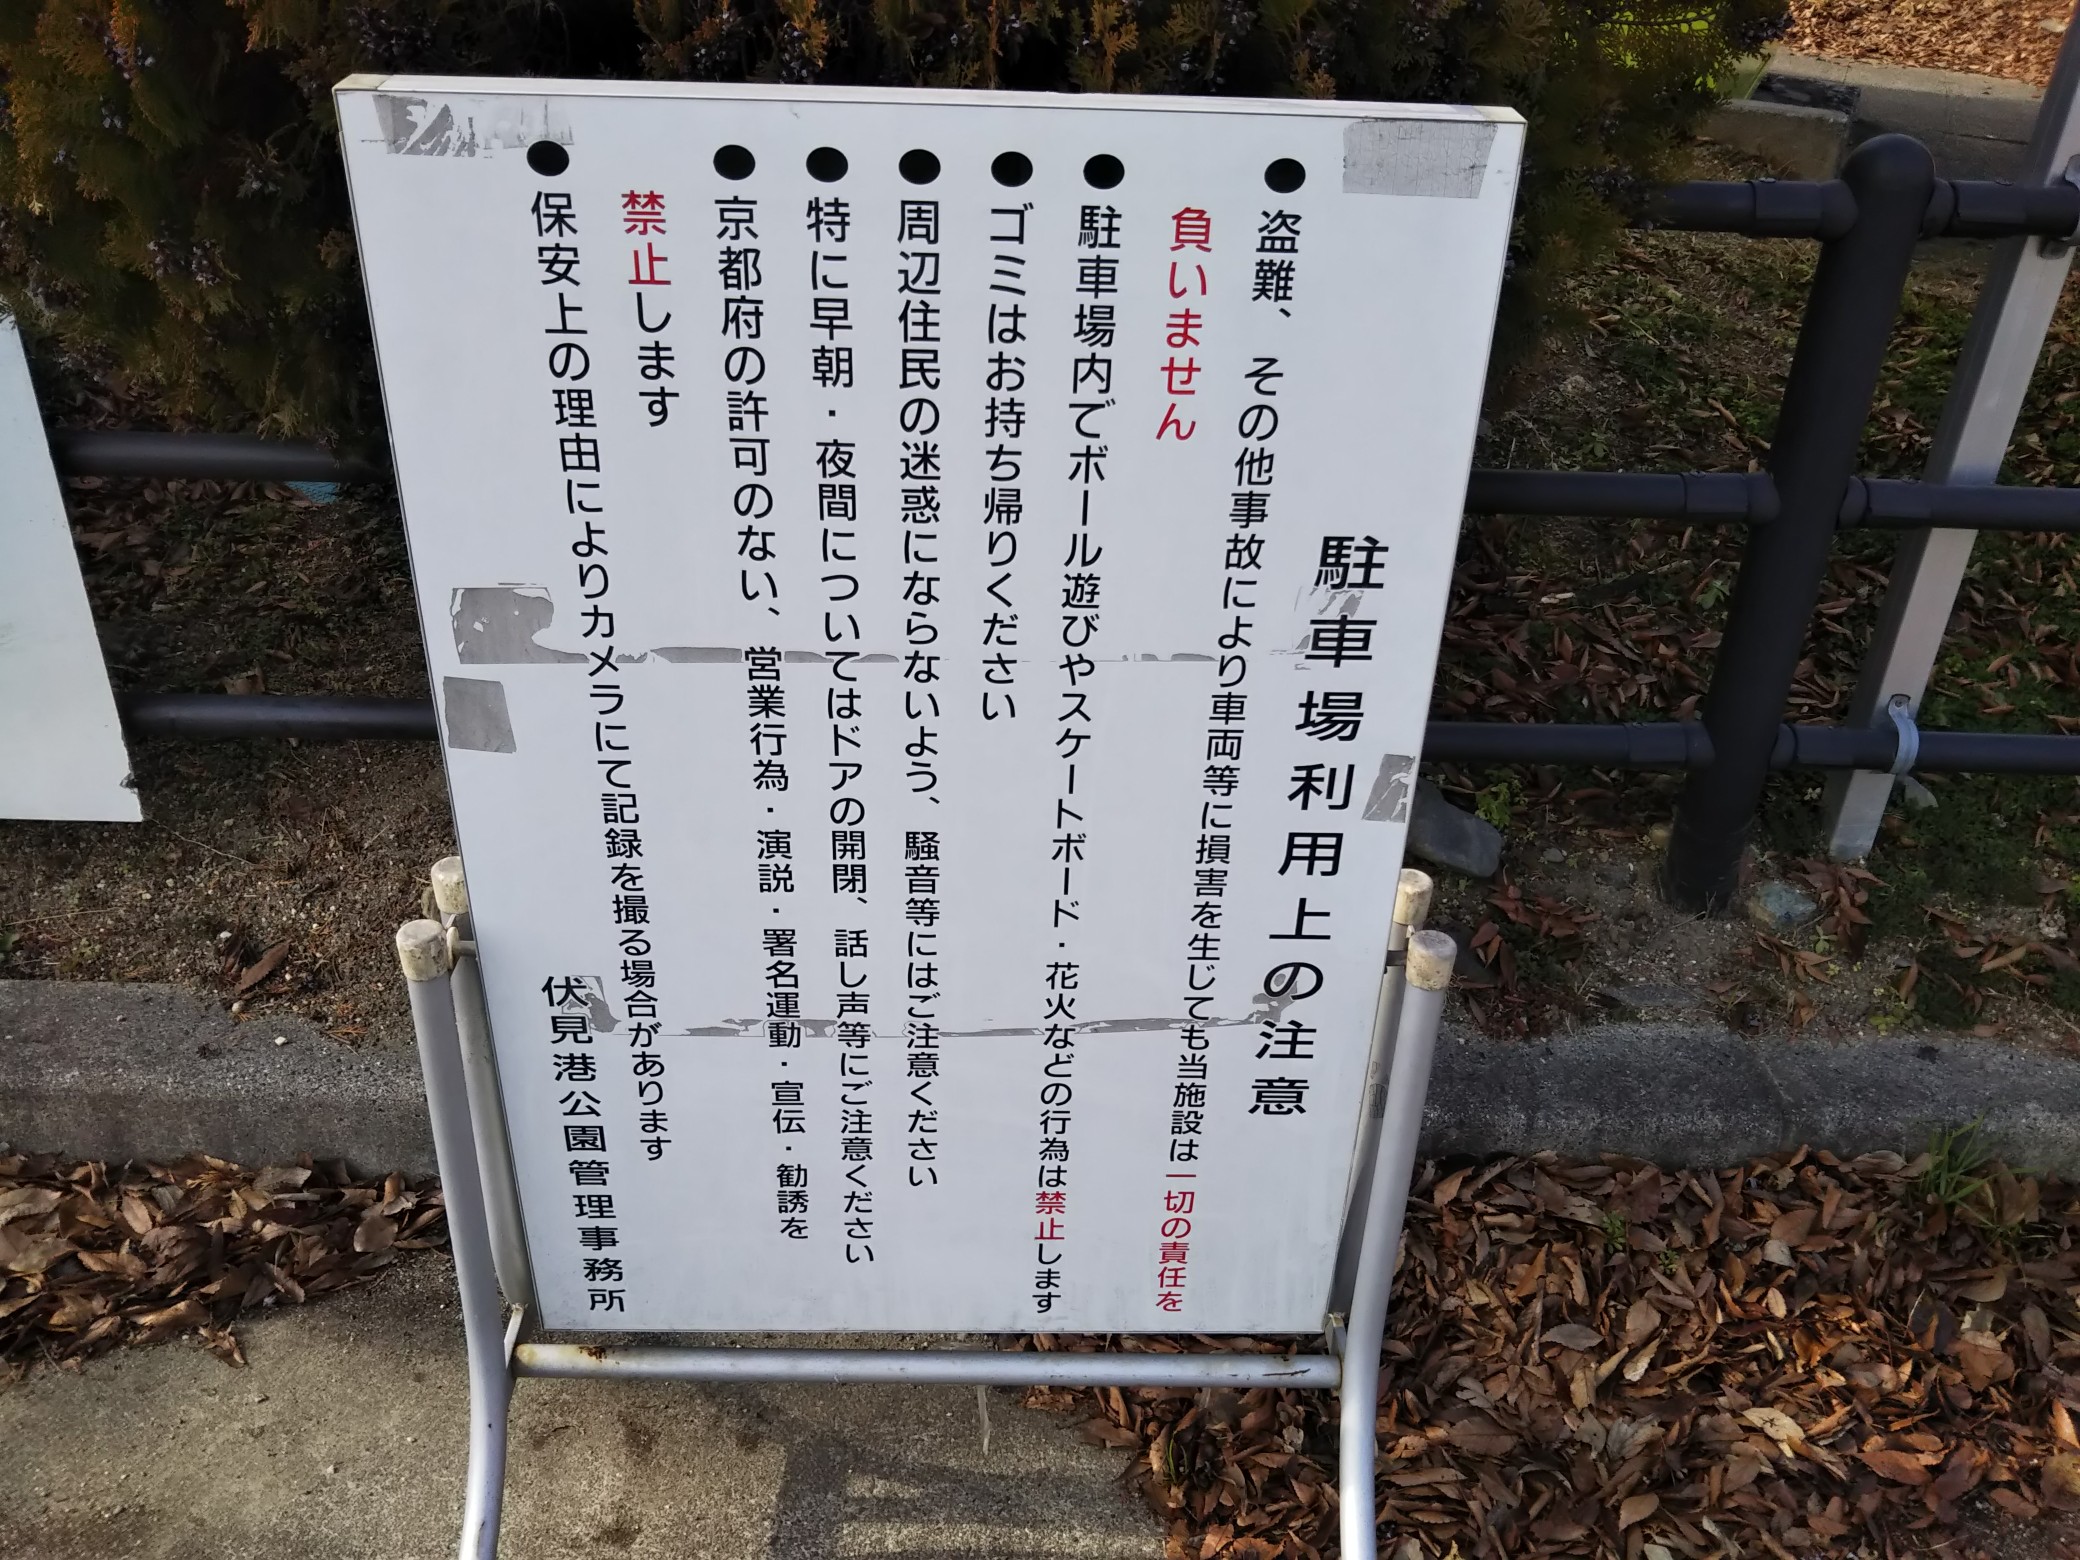 駐車場利用上の注意
●盗難、その他事故により車両等に損害を生じても当施設は一切の責任を
負いません
●駐車場内でボール遊びやスケートボード・花火などの行為は禁止します
●ゴミはお持ち帰りください
●周辺住民の迷惑にならないよう、騒音等にはご注意ください
●特に早朝・夜間についてはドアの開閉、話し声等にご注意ください
●京都府の許可のない、営業行為・演説・署名運動・宣伝・勧誘を
禁止します
●保安上の理由によりカメラにて記録を撮る場合があります
伏見港公園管理事務所